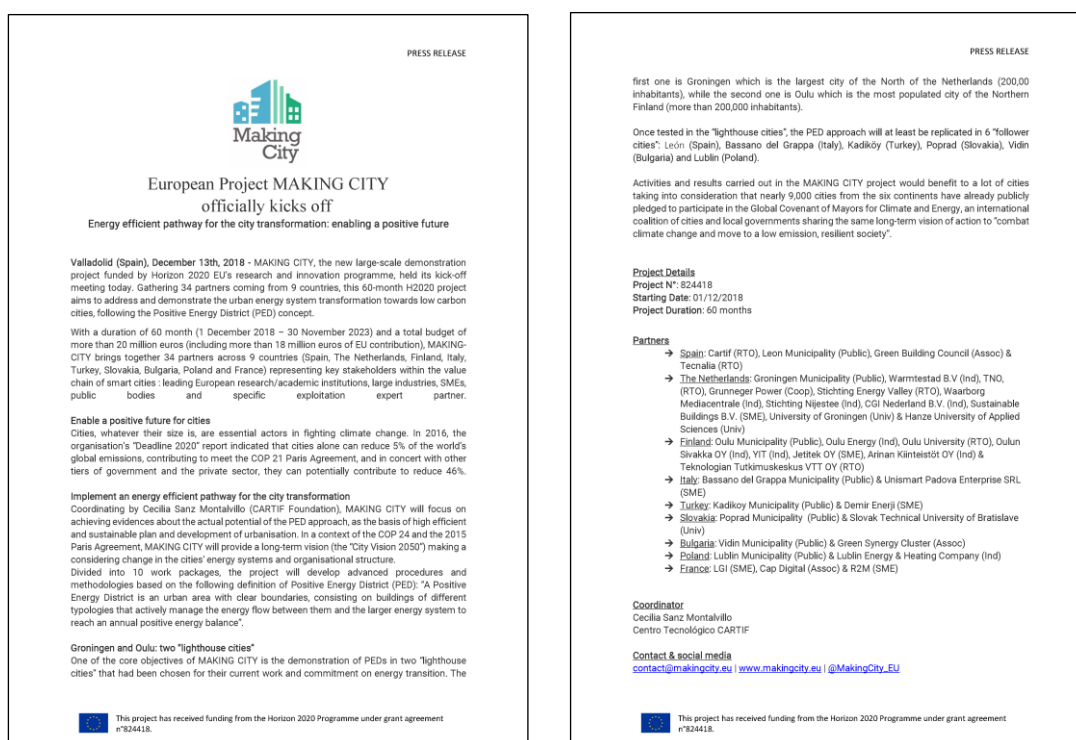 PRESS RELEASE
Making
City
European Project MAKING CITY
officially kicks off
Energy efficient pathway for the city transformation: enabling a positive future
Valladolid (Spain), December 13th, 2018 - MAKING CITY, the new large-scale demonstration
project funded by Horizon 2020 EU's research and innovation programme, held its kick-off
meeting today. Gathering 34 partners coming from 9 countries, this 60-month H2020 project
aims to address and demonstrate the urban energy system transformation towards low carbon
cities, following the Positive Energy District (PED) concept.
With a duration of 60 month (1 December 2018 – 30 November 2023) and a total budget of
more than 20 million euros (including more than 18 million euros of EU contribution), MAKING-
CITY brings together 34 partners across 9 countries (Spain, The Netherlands, Finland, Italy,
Turkey, Slovakia, Bulgaria, Poland and France) representing key stakeholders within the value
chain of smart cities : leading European research/academic institutions, large industries, SMEs,
public bodies and specific exploitation expert partner.
Enable a positive future for cities
Cities, whatever their size is, are essential actors in fighting climate change. In 2016, the
organisation's "Deadline 2020" report indicated that cities alone can reduce 5% of the world's
global emissions, contributing to meet the COP 21 Paris Agreement, and in concert with other
tiers of government and the private sector, they can potentially contribute to reduce 46%.
Implement an energy efficient pathway for the city transformation
Coordinating by Cecilia Sanz Montalvillo (CARTIF Foundation), MAKING CITY will focus on
achieving evidences about the actual potential of the PED approach, as the basis of high efficient
and sustainable plan and development of urbanisation. In a context of the COP 24 and the 2015
Paris Agreement, MAKING CITY will provide a long-term vision (the "City Vision 2050") making a
considering change in the cities' energy systems and organisational structure.
Divided into 10 work packages, the project will develop advanced procedures and
methodologies based on the following definition of Positive Energy District (PED): "A Positive
Energy District is an urban area with clear boundaries, consisting on buildings of different
typologies that actively manage the energy flow between them and the larger energy system to
reach an annual positive energy balance".
Groningen and Oulu: two "lighthouse cities"
One of the core objectives of MAKING CITY is the demonstration of PEDs in two "lighthouse
cities" that had been chosen for their current work and commitment on energy transition. The
This project has received funding from the Horizon 2020 Programme under grant agreement
n°824418.
PRESS RELEASE
first one is Groningen which is the largest city of the North of the Netherlands (200,00
inhabitants), while the second one is Oulu which is the most populated city of the Northern
Finland (more than 200,000 inhabitants).
Once tested in the "lighthouse cities", the PED approach will at least be replicated in 6 "follower
cities": León (Spain), Bassano del Grappa (Italy), Kadiköy (Turkey), Poprad (Slovakia), Vidin
(Bulgaria) and Lublin (Poland).
Activities and results carried out in the MAKING CITY project would benefit to a lot of cities
taking into consideration that nearly 9,000 cities from the six continents have already publicly
pledged to participate in the Global Covenant of Mayors for Climate and Energy, an international
coalition of cities and local governments sharing the same long-term vision of action to "combat
climate change and move to a low emission, resilient society".
Project Details
Project N°: 824418
Starting Date: 01/12/2018
Project Duration: 60 months
Partners
→ Spain: Cartif (RTO), Leon Municipality (Public), Green Building Council (Assoc) &
Tecnalia (RTO)
→ The Netherlands: Groningen Municipality (Public), Warmtestad B.V (Ind), TNO,
(RTO), Grunneger Power (Coop), Stichting Energy Valley (RTO), Waarborg
Mediacentrale (Ind), Stichting Nijestee (Ind), CGI Nederland B.V. (Ind), Sustainable
Buildings B.V. (SME), University of Groningen (Univ) & Hanze University of Applied
Sciences (Univ)
→ Finland: Oulu Municipality (Public), Oulu Energy (Ind), Oulu University (RTO), Oulun
Sivakka OY (Ind), YIT (Ind), Jetitek OY (SME), Arinan Kiinteistöt OY (Ind) &
Teknologian Tutkimuskeskus VTT OY (RTO)
→ Italy: Bassano del Grappa Municipality (Public) & Unismart Padova Enterprise SRL
(SME)
→ Turkey: Kadikoy Municipality (Public) & Demir Enerji (SME)
→ Slovakia: Poprad Municipality (Public) & Slovak Technical University of Bratislave
(Univ)
→ Bulgaria: Vidin Municipality (Public) & Green Synergy Cluster (Assoc)
→ Poland: Lublin Municipality (Public) & Lublin Energy & Heating Company (Ind)
→ France: LGI (SME), Cap Digital (Assoc) & R2M (SME)
Coordinator
Cecilia Sanz Montalvillo
Centro Tecnológico CARTIF
Contact & social media
contact@makingcity.eu | www.makingcity.eu | @MakingCity_EU
This project has received funding from the Horizon 2020 Programme under grant agreement
n°824418.